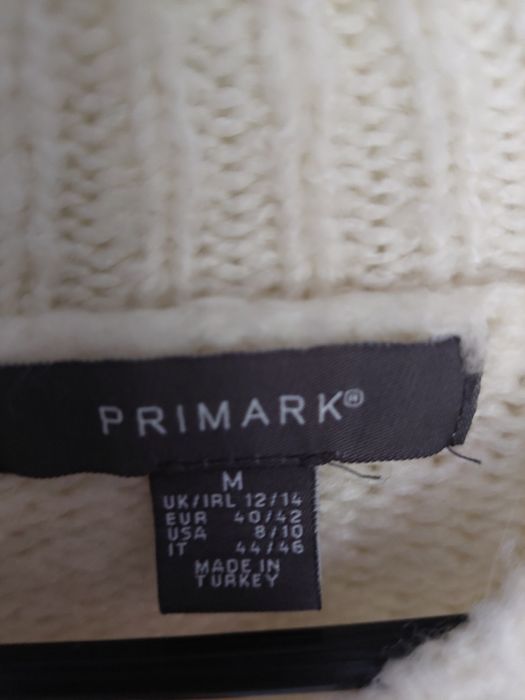 PRIMARK®
M
UK/IRL 12/14
EUR 40/42
USA 8/10
IT 44/46
MADE IN
TURKEY